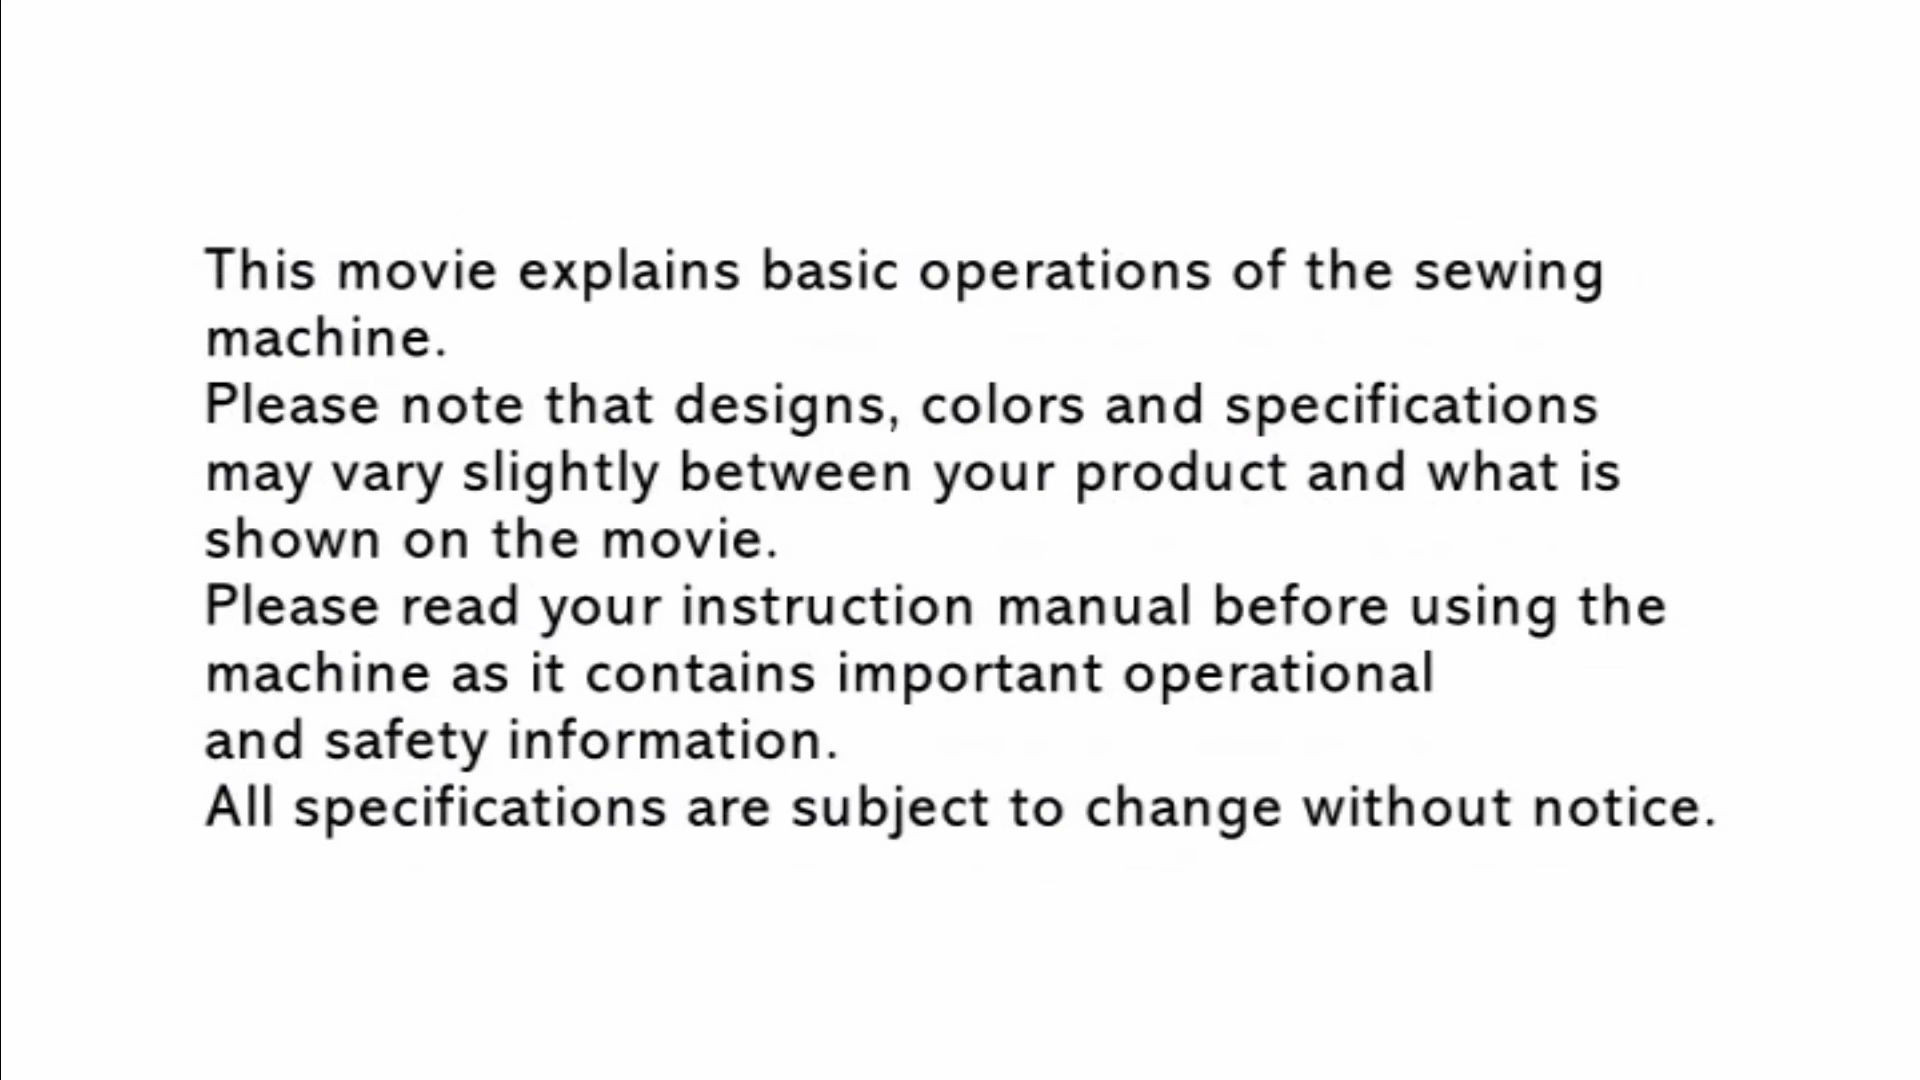 This movie explains basic operations of the sewing
machine.
Please note that designs, colors and specifications
may vary slightly between your product and what is
shown on the movie.
Please read your instruction manual before using the
machine as it contains important operational
and safety information.
All specifications are subject to change without notice.